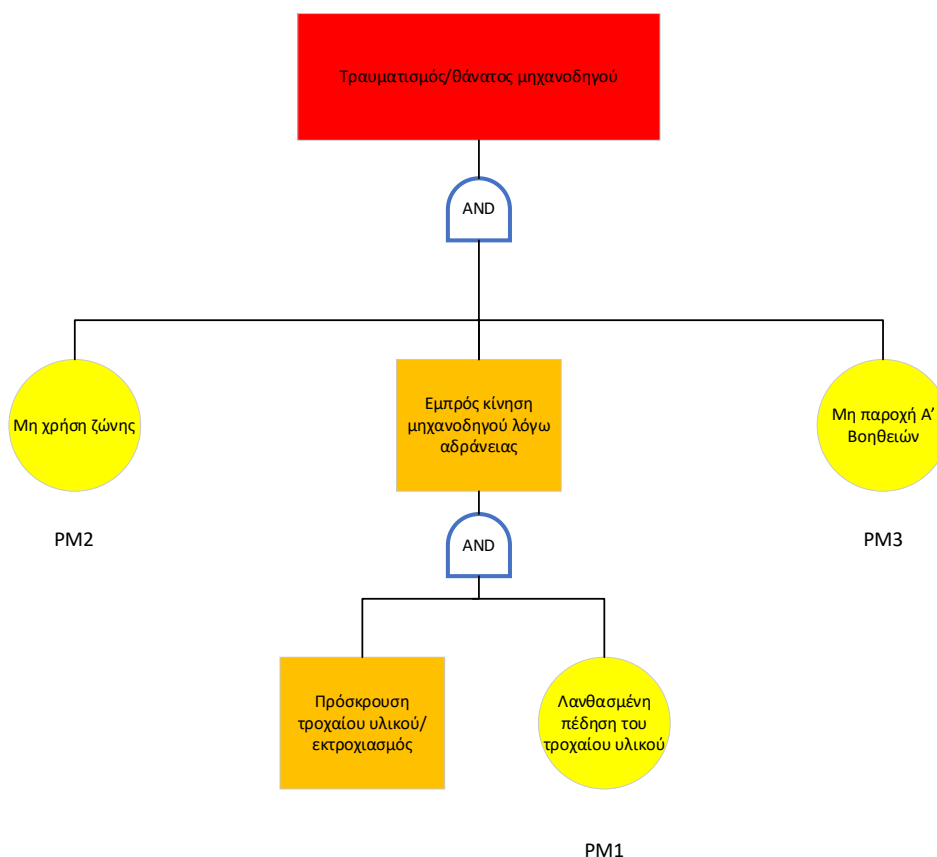 Τραυματισμός/θάνατος μηχανοδηγού
AND
Μη χρήση ζώνης
Εμπρός κίνηση
μηχανοδηγού λόγω
αδράνειας
Μη παροχή Α’
Βοηθειών
PM2
AND
PM3
Πρόσκρουση
τροχαίου υλικού/
εκτροχιασμός
Λανθασμένη
πέδηση του
τροχαίου υλικού
PM1